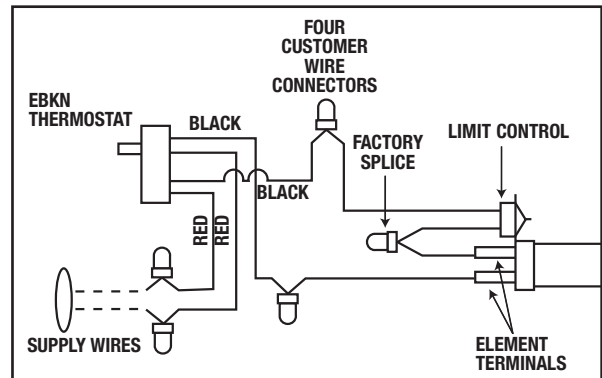 FOUR
CUSTOMER
WIRE
CONNECTORS
EBKN
THERMOSTAT
BLACK
FACTORY
SPLICE
LIMIT CONTROL
BLACK
RED
RED
SUPPLY WIRES
ELEMENT
TERMINALS